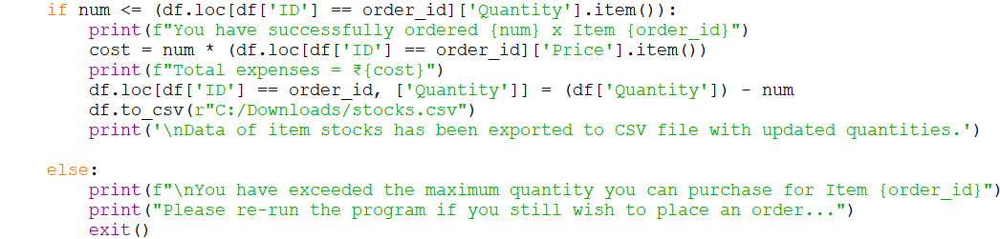 if num <= (df.loc[df['ID'] == order_id]['Quantity'].item()):
print(f"You have successfully ordered {num} x Item {order_id}")
cost = num * (df.loc[df['ID'] == order_id]['Price'].item())
print(f"Total expenses = ₹{cost}")
df.loc[df['ID'] == order_id, ['Quantity']] = (df['Quantity']) - num
df.to_csv(r"C:/Downloads/stocks.csv")
print('\nData of item stocks has been exported to CSV file with updated quantities.')
else:
print(f"\nYou have exceeded the maximum quantity you can purchase for Item {order_id}")
print("Please re-run the program if you still wish to place an order...")
exit()